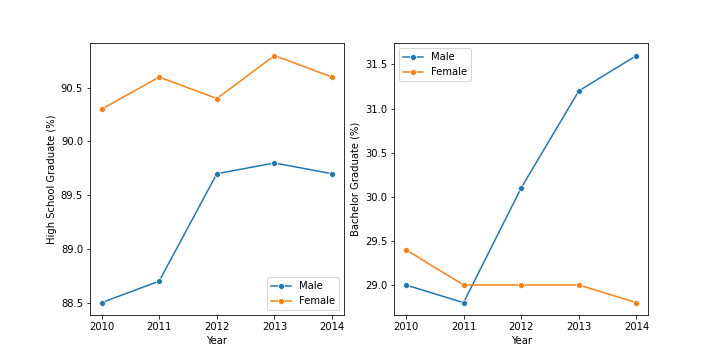 High School Graduate (%)
90.5
90.0
89.5
89.0
88.5
2010 2011 2012 2013 2014
Year
Male
Female
Bachelor Graduate (%)
31.5
31.0
30.5
30.0
29.5
29.0
2010 2011 2012 2013 2014
Year
Male
Female